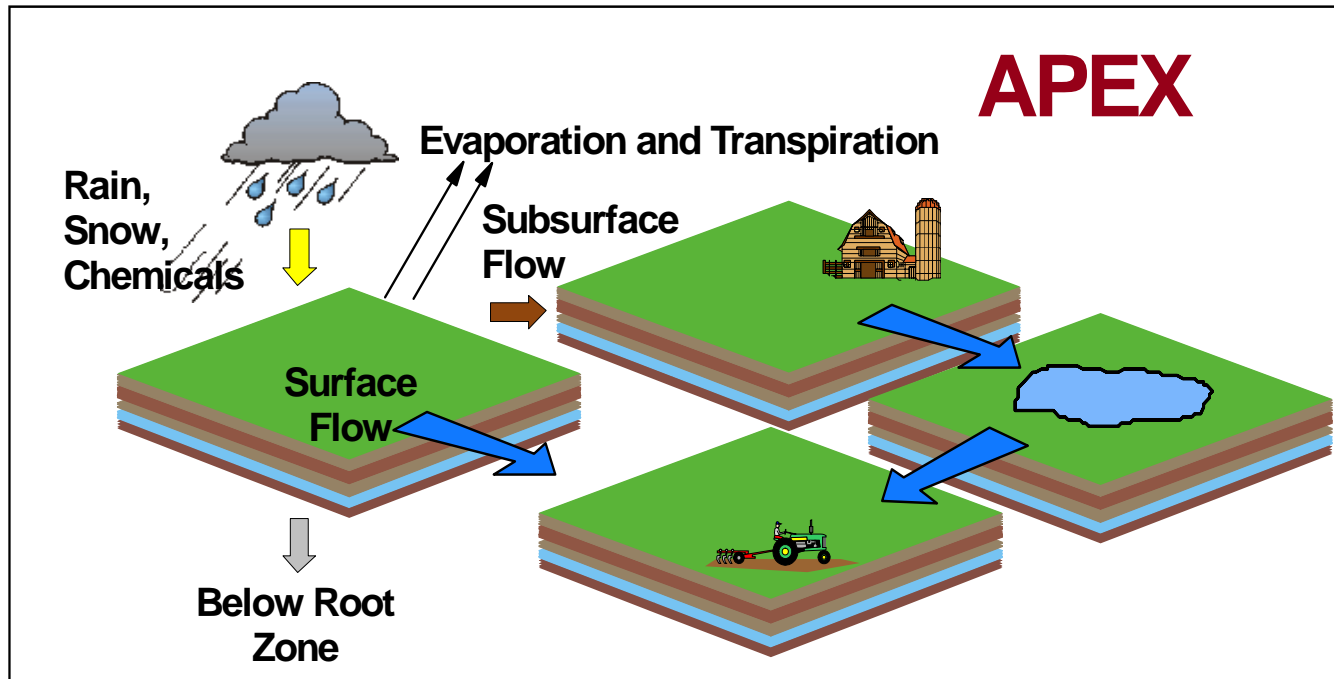 APEX
Evaporation and Transpiration
Rain,
Snow,
Chemicals
Subsurface
Flow
Surface
Flow
Below Root
Zone